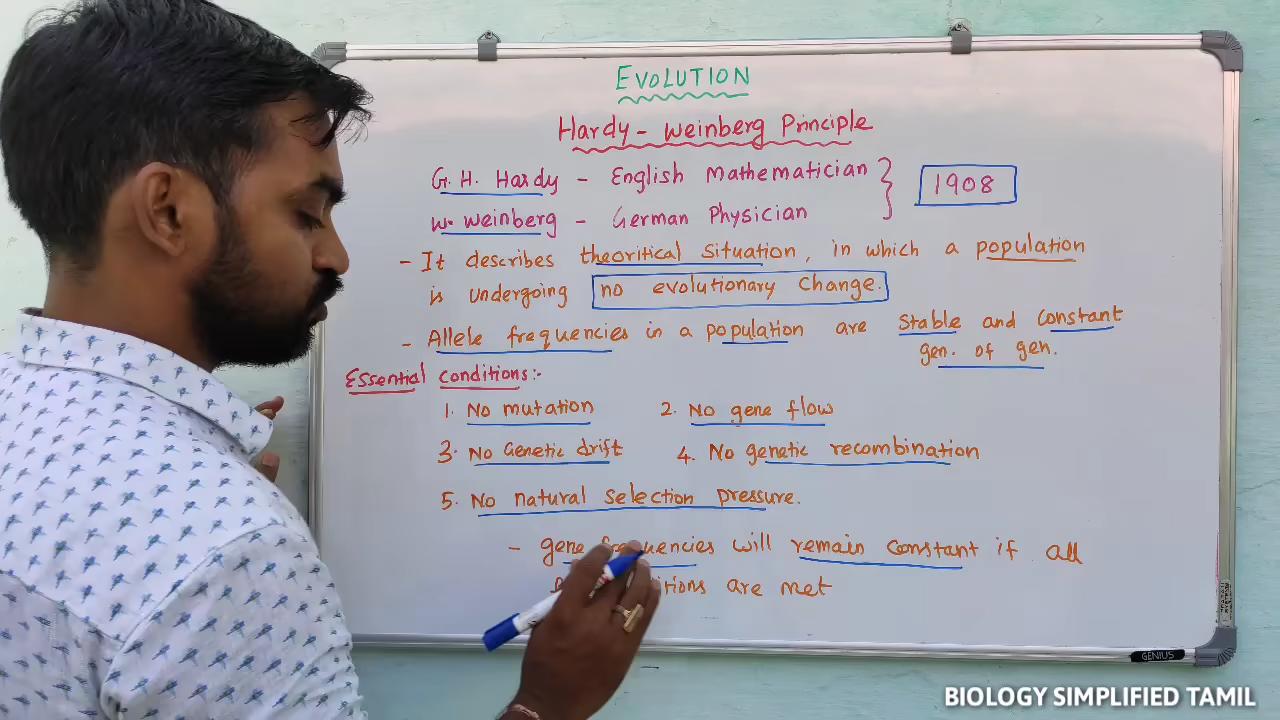 EVOLUTION
Hardy - Weinberg Principle
G. H. Hardy - English Mathematician
W. Weinberg - German Physician
1908
- It describes theoritical situation, in which a population
is undergoing no evolutionary change.
- Allele frequencies in a population are stable and constant
gen. of gen.
Essential conditions:-
1. No mutation 2. No gene flow
3. No Genetic drift 4. No genetic recombination
5. No natural selection pressure.
- gene frequencies will remain constant if all
are met
GENIUS
BIOLOGY SIMPLIFIED TAMIL